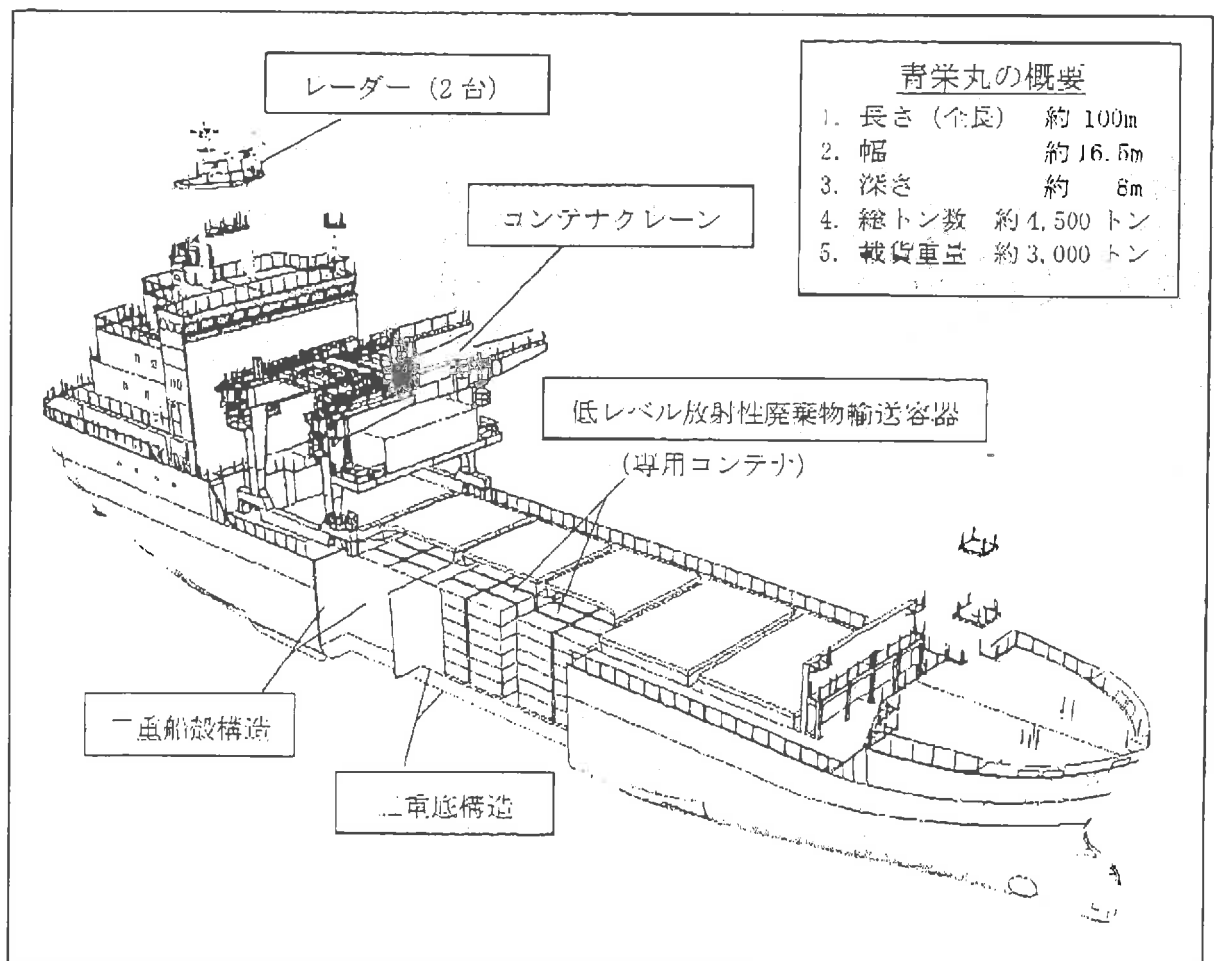 レーダー (2台)
青栄丸の概要
1. 長さ (全長) 約 100m
2. 幅 約16.5m
3. 深さ 約 8m
4. 総トン数 約4,500 トン
5. 載貨重量 約3,000 トン
コンテナクレーン
低レベル放射性廃棄物輸送容器
(専用コンテナ)
二重船殻構造
二重底構造